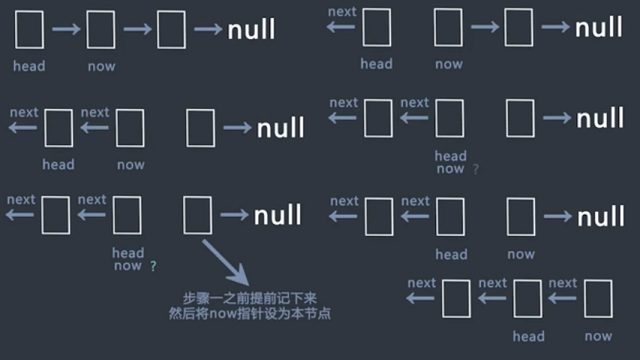 null
head now
next
null
head now
next next
null
head now
next next
null
head
now ?
next next
null
head
now ?
步骤一之前提前记下来
然后将now指针设为本节点
next next
null
head now
next next next
head now